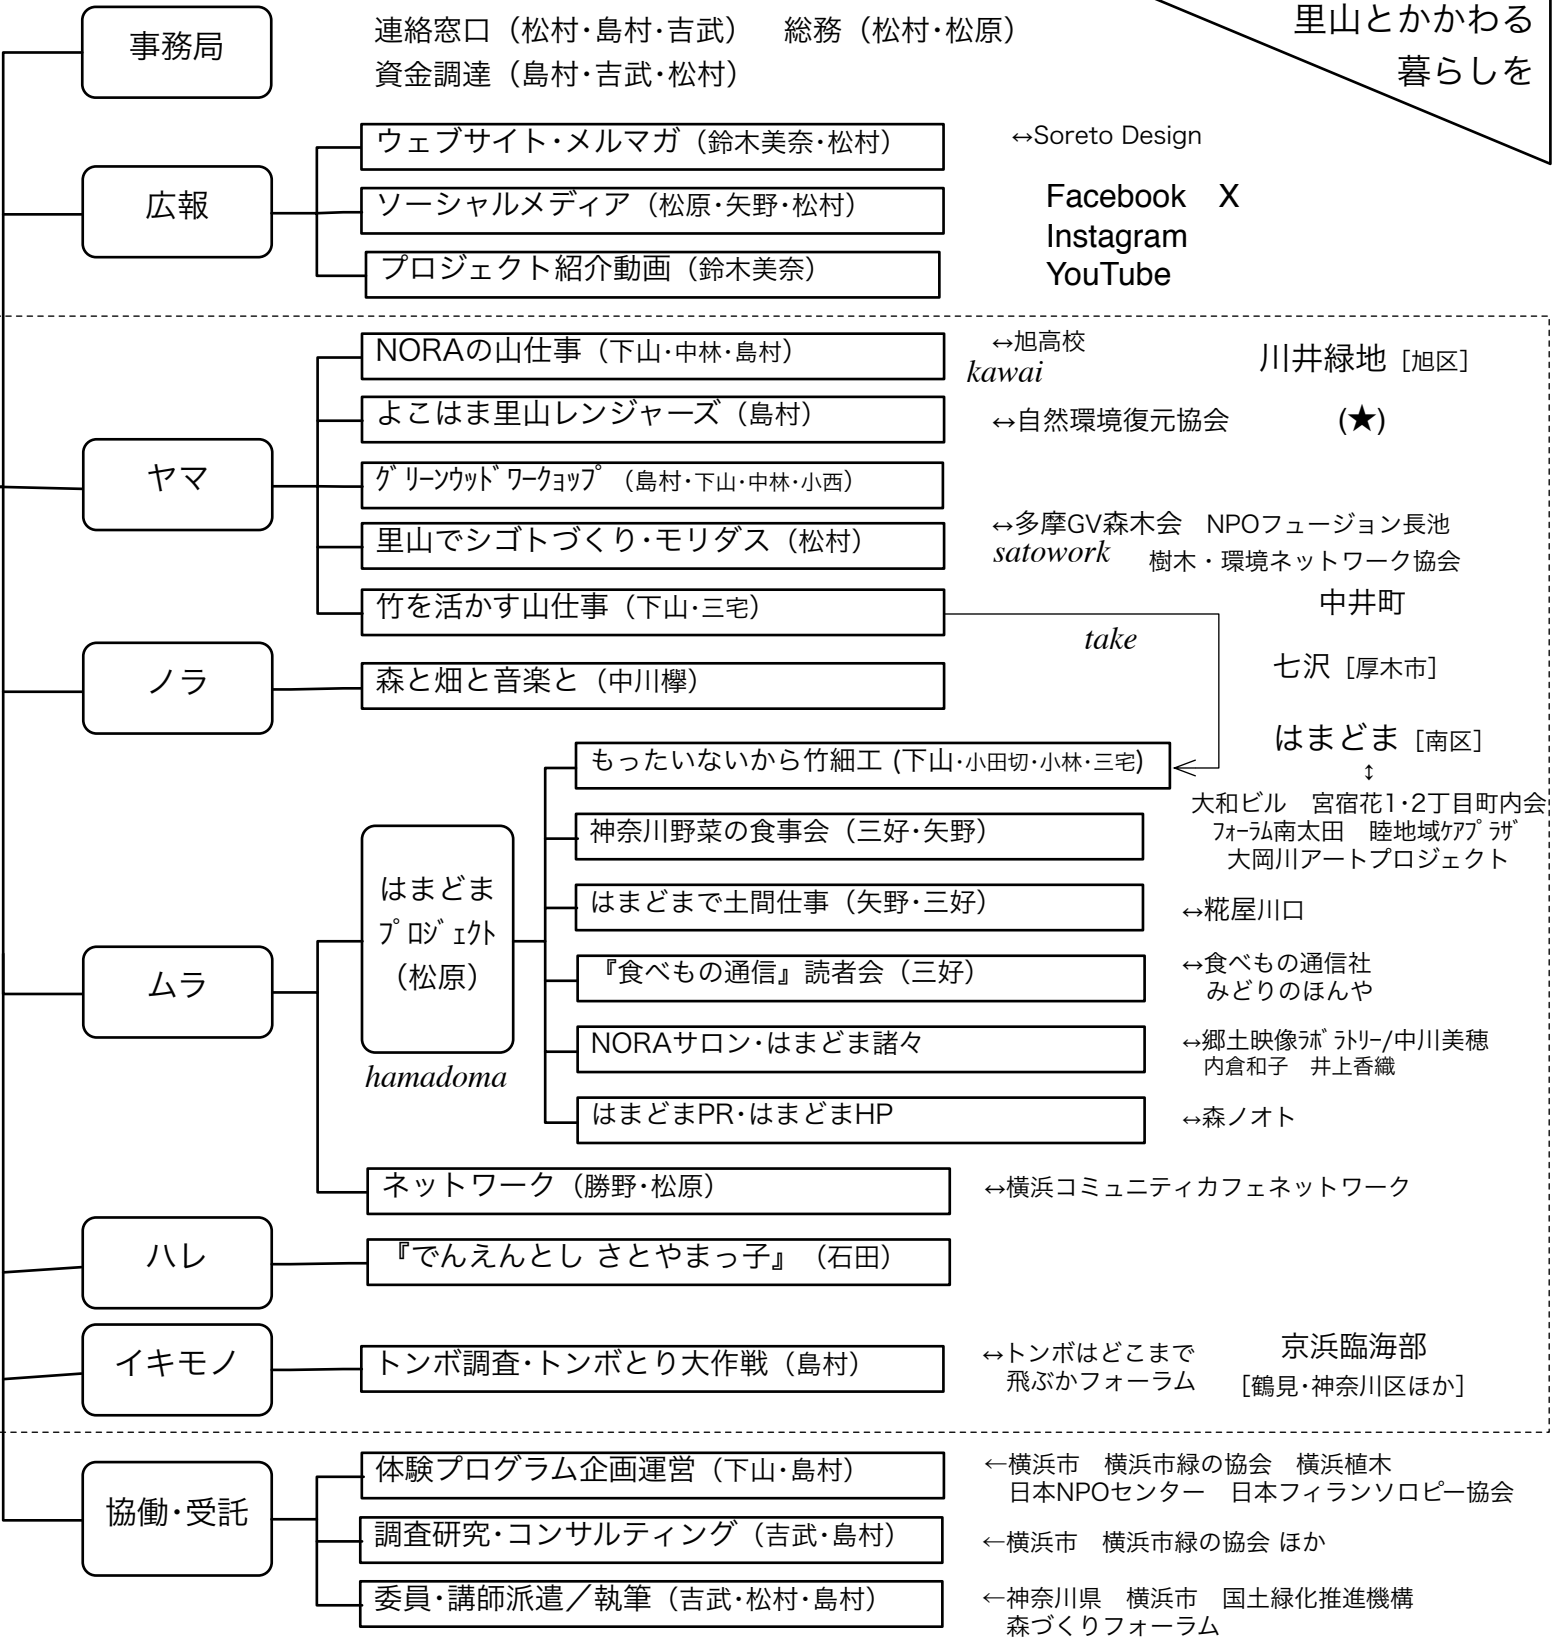 里山とかかわる
暮らしを
事務局
連絡窓口（松村･島村･吉武）　総務（松村･松原）
資金調達（島村･吉武･松村）
広報
ウェブサイト･メルマガ（鈴木美奈･松村）
↔Soreto Design
ソーシャルメディア（松原･矢野･松村）
プロジェクト紹介動画（鈴木美奈）
Facebook　X
Instagram
YouTube
ヤマ
NORAの山仕事（下山･中林･島村）
↔旭高校
kawai
川井緑地［旭区］
よこはま里山レンジャーズ（島村）
↔自然環境復元協会
(★)
ｸﾞﾘｰﾝｳｯﾄﾞﾜｰｸｮｯﾌﾟ（島村･下山･中林･小西）
里山でシゴトづくり･モリダス（松村）
↔多摩GV森木会　NPOフュージョン長池
satowork
樹木・環境ネットワーク協会
竹を活かす山仕事（下山･三宅）
take
中井町
ノラ
森と畑と音楽と（中川欅）
七沢［厚木市］
はまどま［南区］
↕
大和ビル　宮宿花1･2丁目町内会
ﾌｫｰﾗﾑ南太田　睦地域ｹｱﾌﾟﾗｻﾞ
大岡川アートプロジェクト
ムラ
はまどま
ﾌﾟﾛｼﾞｪｸﾄ
（松原）
hamadoma
もったいないから竹細工 (下山･小田切･小林･三宅)
神奈川野菜の食事会（三好･矢野）
はまどまで土間仕事（矢野･三好）
↔糀屋川口
『食べもの通信』読者会（三好）
↔食べもの通信社
みどりのほんや
NORAサロン･はまどま諸々
↔郷土映像ﾗﾎﾞﾗﾄﾘｰ/中川美穂
内倉和子　井上香織
はまどまPR･はまどまHP
↔森ノオト
ネットワーク（勝野･松原）
↔横浜コミュニティカフェネットワーク
ハレ
『でんえんとし さとやまっ子』（石田）
イキモノ
トンボ調査･トンボとり大作戦（島村）
↔トンボはどこまで
飛ぶかフォーラム
京浜臨海部
［鶴見･神奈川区ほか］
協働･受託
体験プログラム企画運営（下山･島村）
←横浜市　横浜市緑の協会　横浜植木
日本NPOセンター　日本フィランソロピー協会
調査研究･コンサルティング（吉武･島村）
←横浜市　横浜市緑の協会 ほか
委員･講師派遣／執筆（吉武･松村･島村）
←神奈川県　横浜市　国土緑化推進機構
森づくりフォーラム